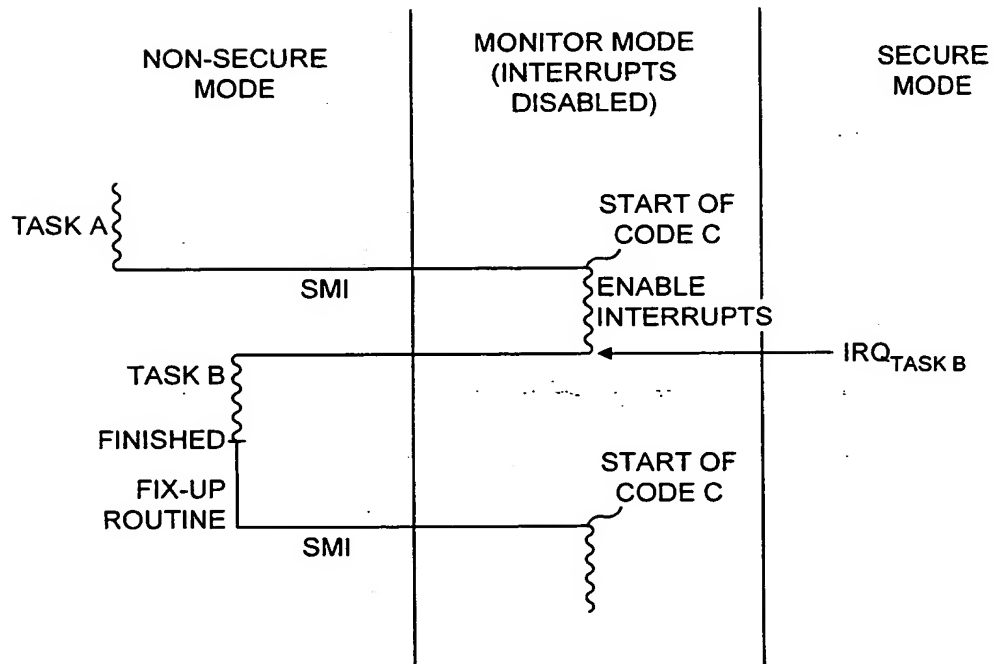 NON-SECURE
MODE
MONITOR MODE
(INTERRUPTS
DISABLED)
SECURE
MODE
TASK A
START OF
CODE C
SMI
ENABLE
INTERRUPTS
IRQTASK B
TASK B
FINISHED
FIX-UP
ROUTINE
START OF
CODE C
SMI